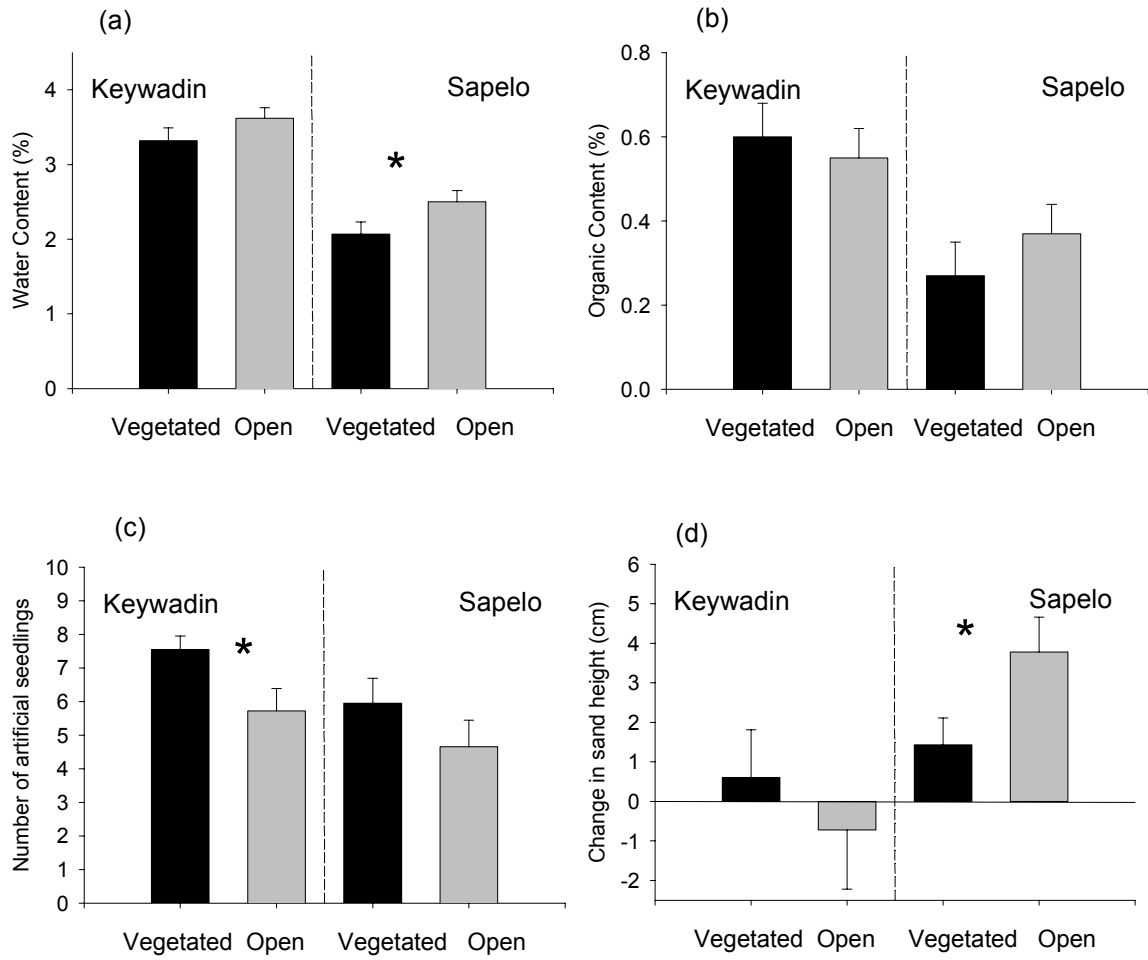 (a)
Keywadin
Sapelo
*
Water Content (%)
4
3
2
1
0
Vegetated Open Vegetated Open
(b)
Keywadin
Sapelo
Organic Content (%)
0.8
0.6
0.4
0.2
0.0
Vegetated Open Vegetated Open
(c)
Keywadin
Sapelo
*
Number of artificial seedlings
10
9
8
7
6
5
4
3
2
1
0
Vegetated Open Vegetated Open
(d)
Keywadin
Sapelo
*
Change in sand height (cm)
6
5
4
3
2
1
0
-1
-2
Vegetated Open Vegetated Open